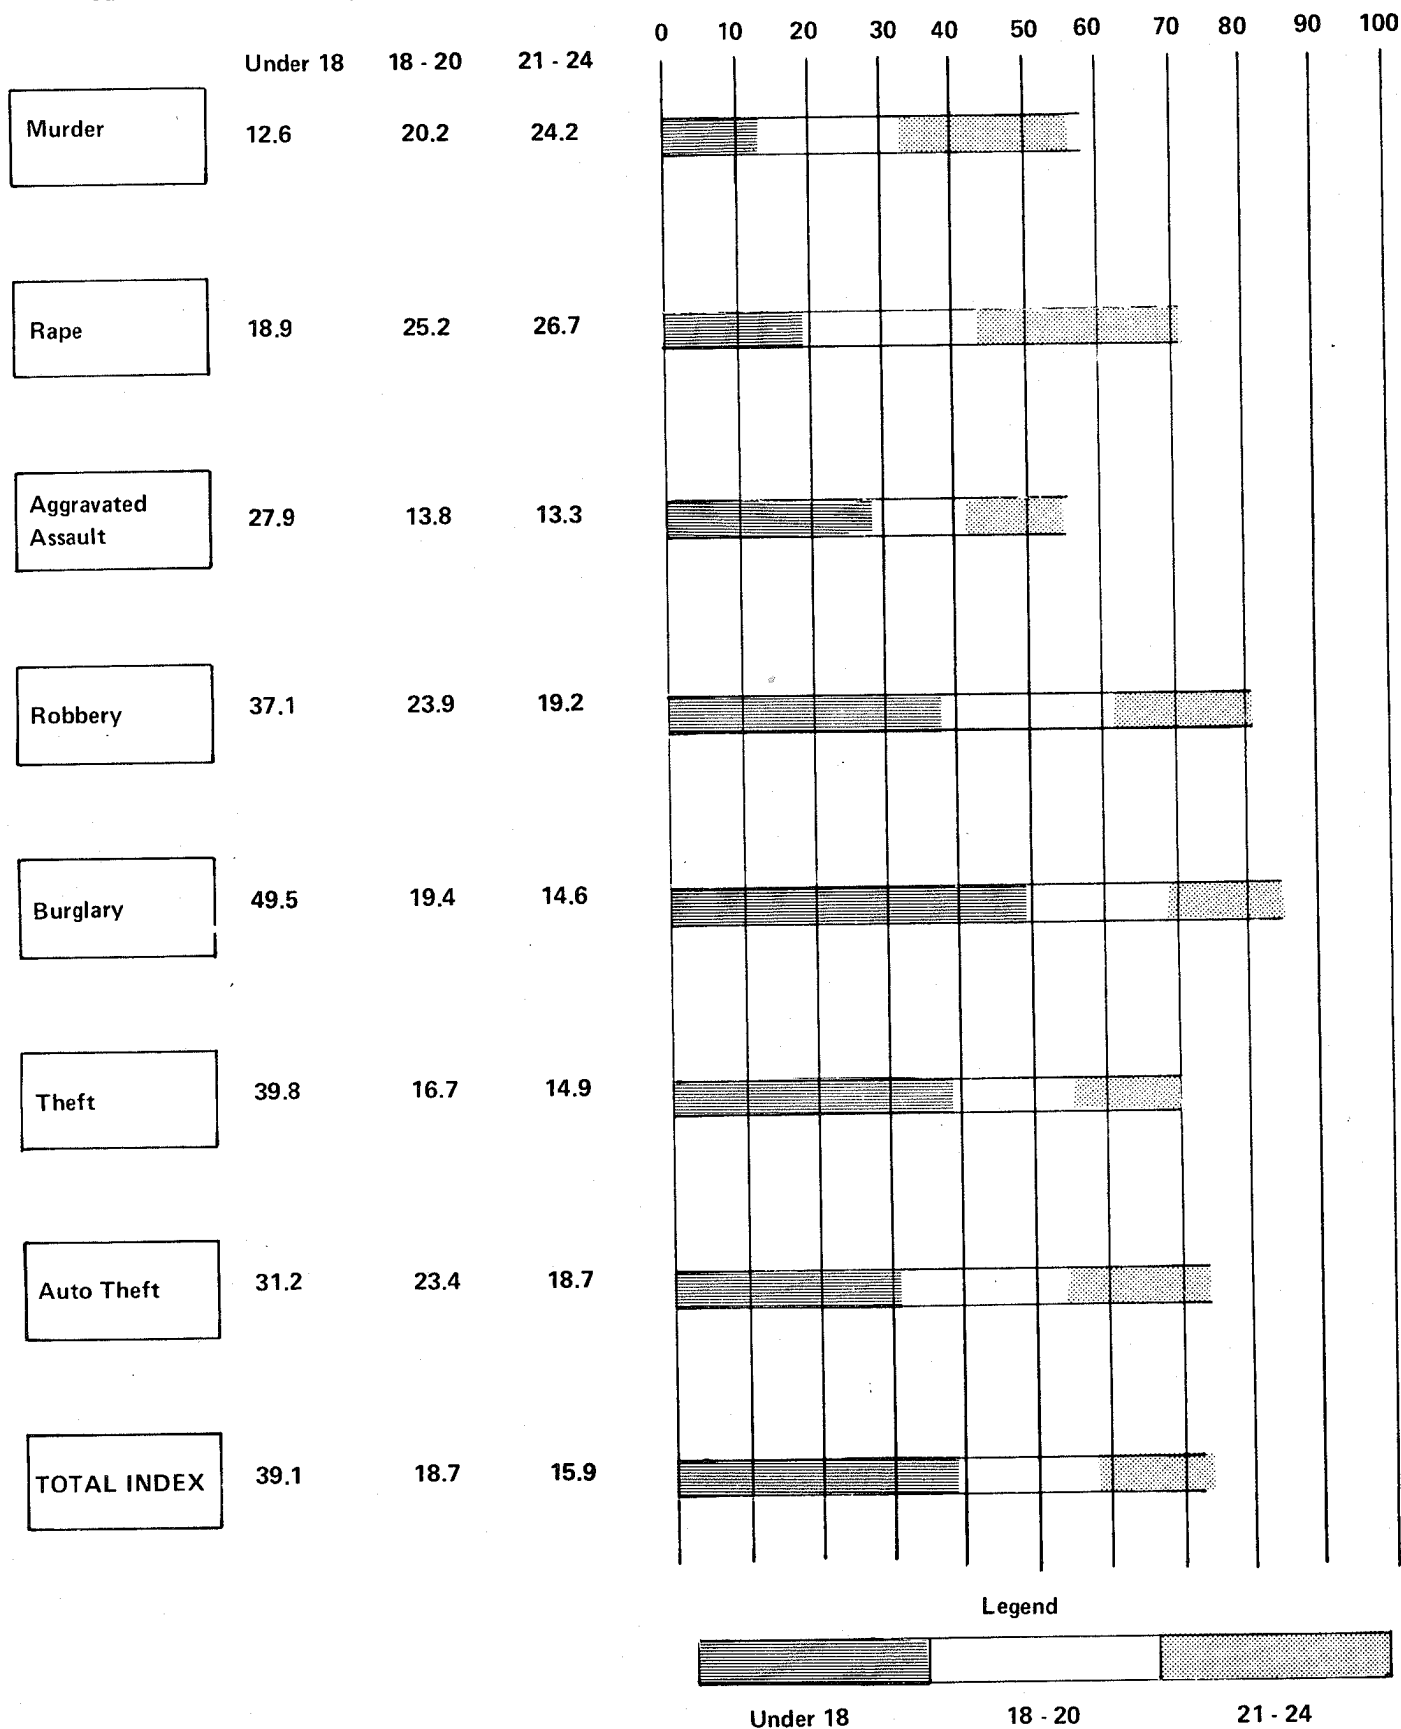 0 10 20 30 40 50 60 70 80 90 100
Under 18 18 - 20 21 - 24
Murder 12.6 20.2 24.2
Rape 18.9 25.2 26.7
Aggravated
Assault 27.9 13.8 13.3
Robbery 37.1 23.9 19.2
Burglary 49.5 19.4 14.6
Theft 39.8 16.7 14.9
Auto Theft 31.2 23.4 18.7
TOTAL INDEX 39.1 18.7 15.9
Legend
Under 18 18 - 20 21 - 24